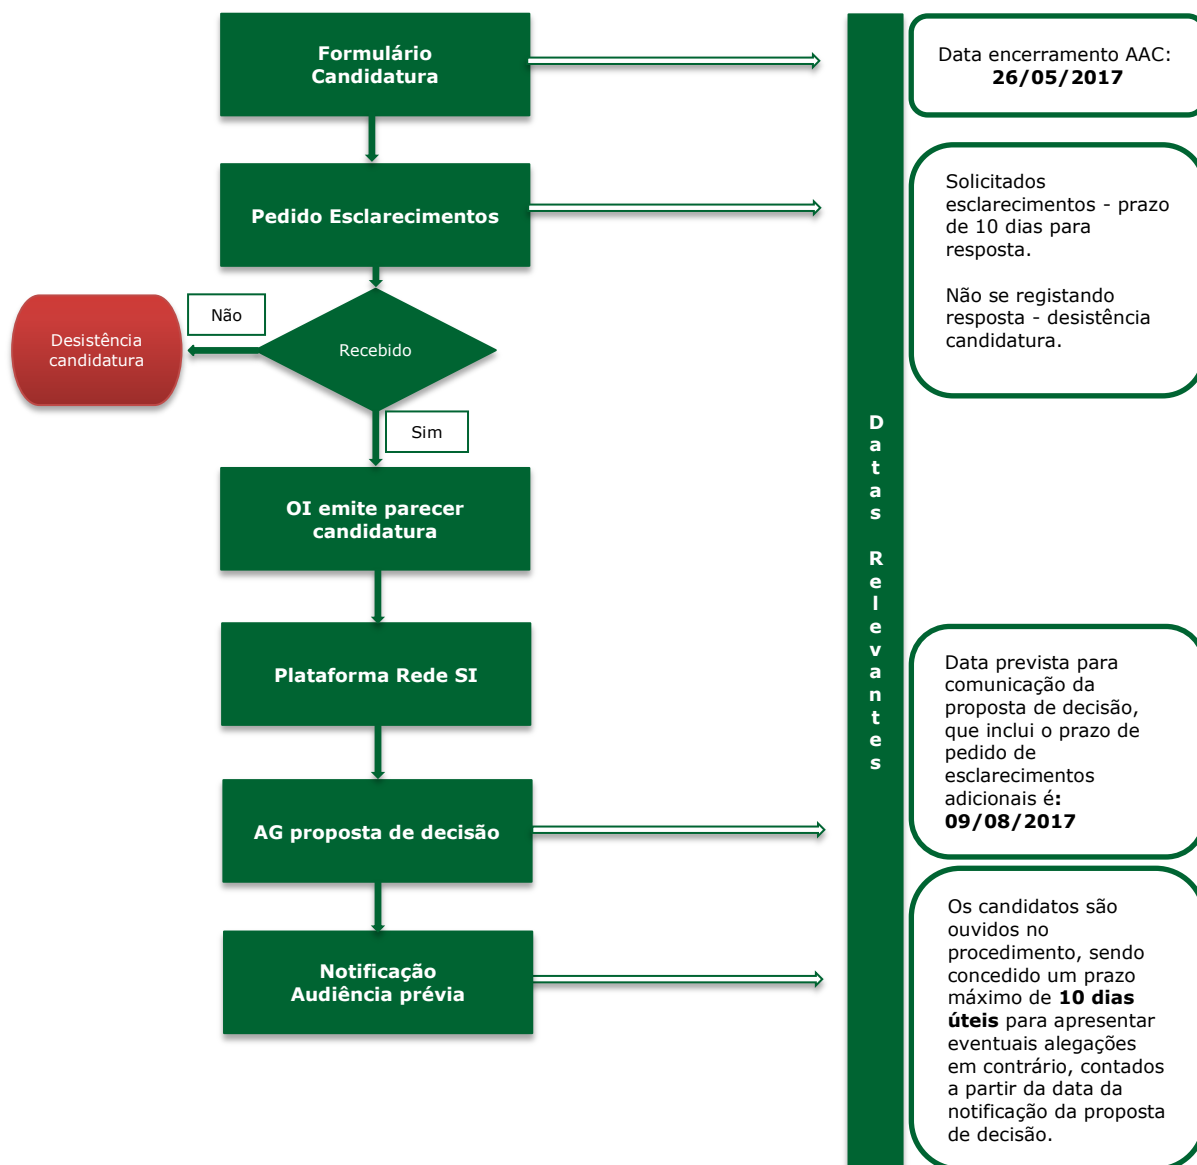 Formulário
Candidatura
Data encerramento AAC:
26/05/2017
Pedido Esclarecimentos
Solicitados
esclarecimentos - prazo
de 10 dias para
resposta.
Não se registando
resposta - desistência
candidatura.
Não
Desistência
candidatura
Recebido
Sim
OI emite parecer
candidatura
Datas Relevantes
Plataforma Rede SI
Data prevista para
comunicação da
proposta de decisão,
que inclui o prazo de
pedido de
esclarecimentos
adicionais é:
09/08/2017
AG proposta de decisão
Notificação
Audiência prévia
Os candidatos são
ouvidos no
procedimento, sendo
concedido um prazo
máximo de 10 dias
úteis para apresentar
eventuais alegações
em contrário, contados
a partir da data da
notificação da proposta
de decisão.